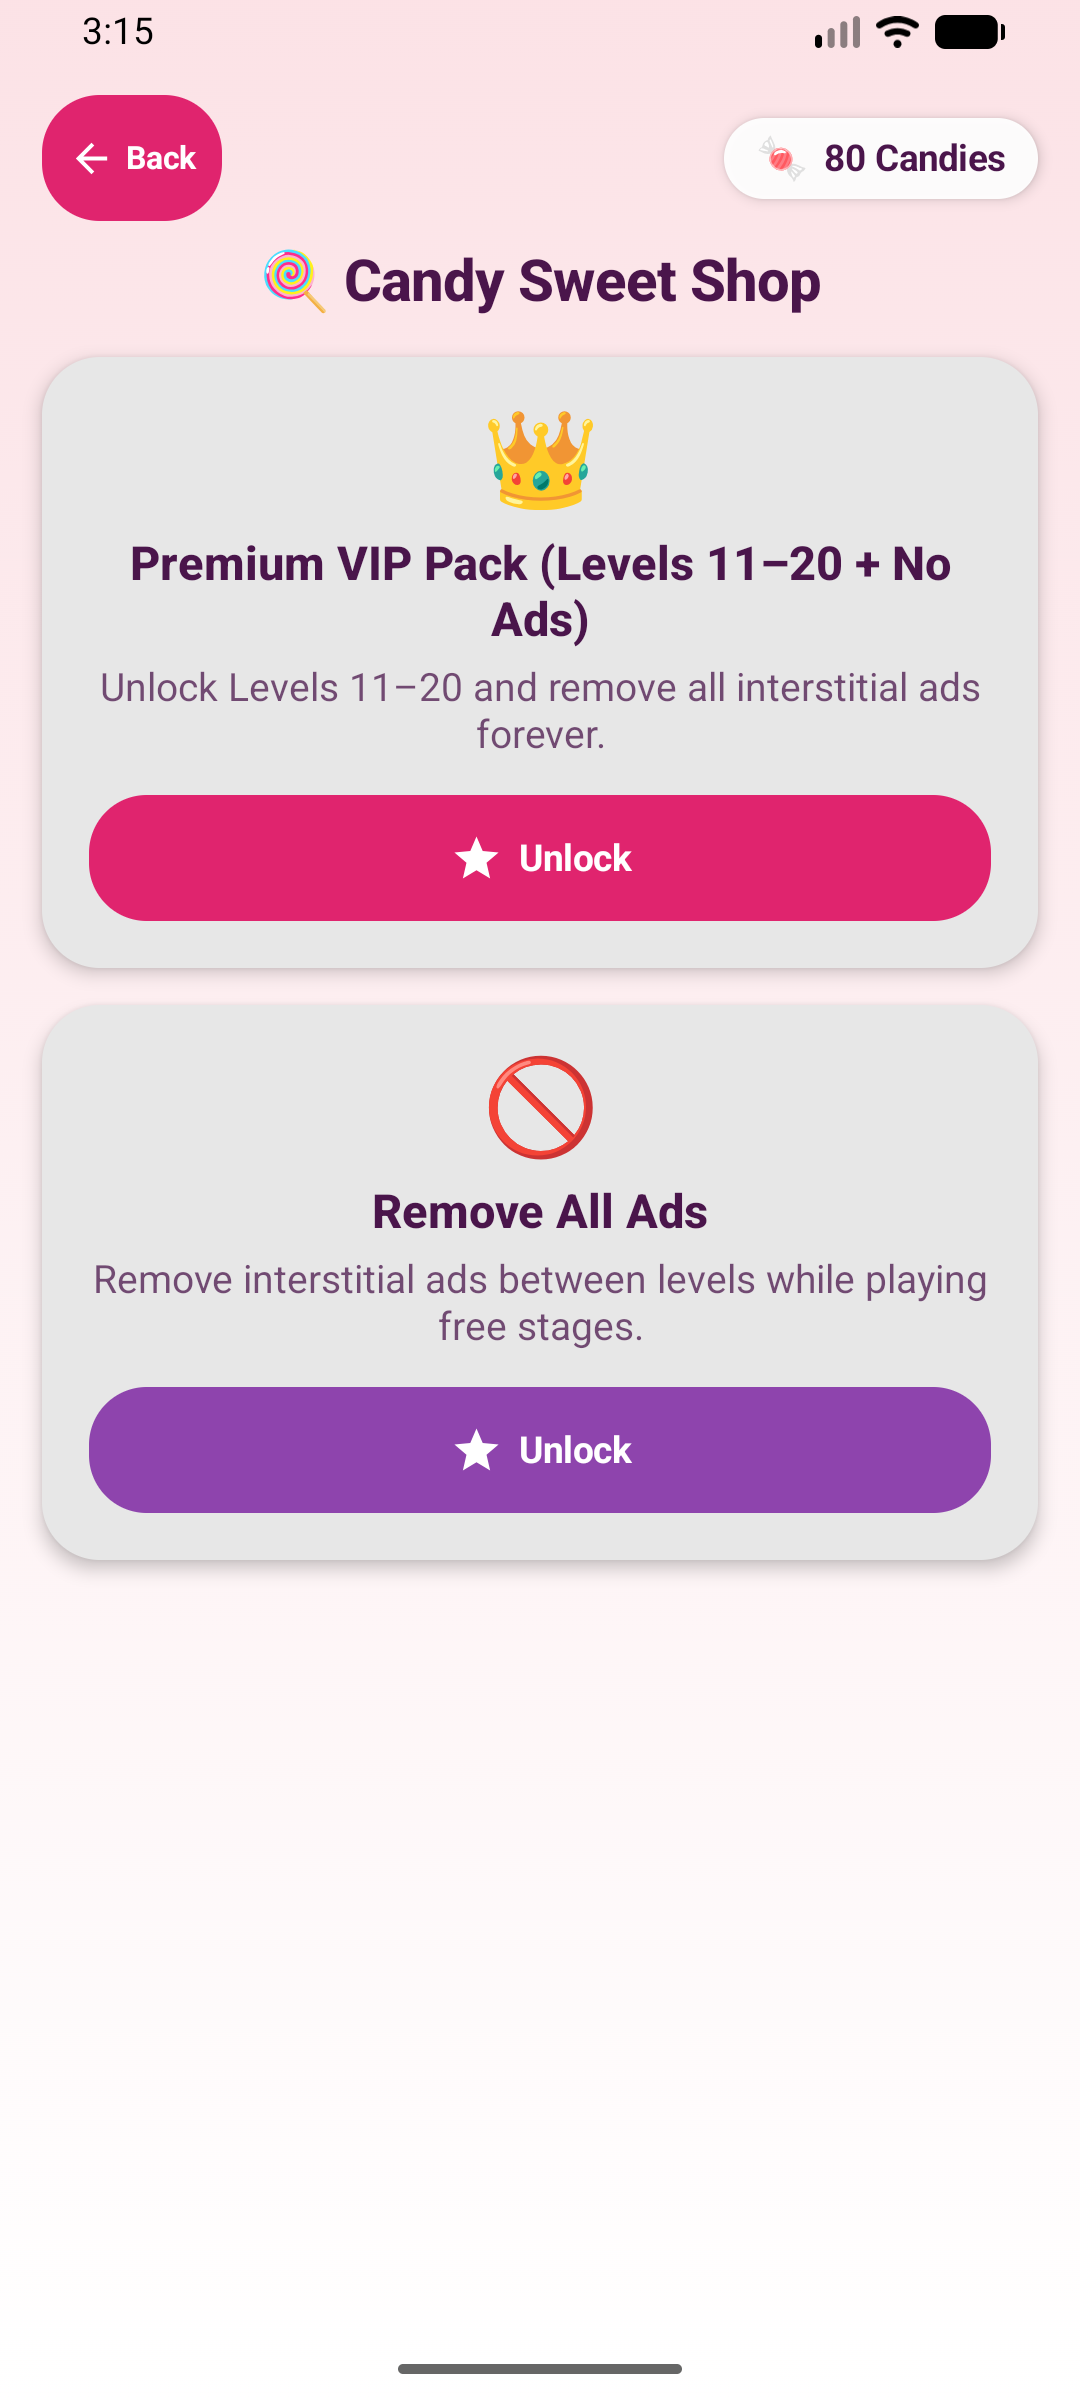 3:15
Back
80 Candies
Candy Sweet Shop
Premium VIP Pack (Levels 11–20 + No
Ads)
Unlock Levels 11–20 and remove all interstitial ads
forever.
Unlock
Remove All Ads
Remove interstitial ads between levels while playing
free stages.
Unlock